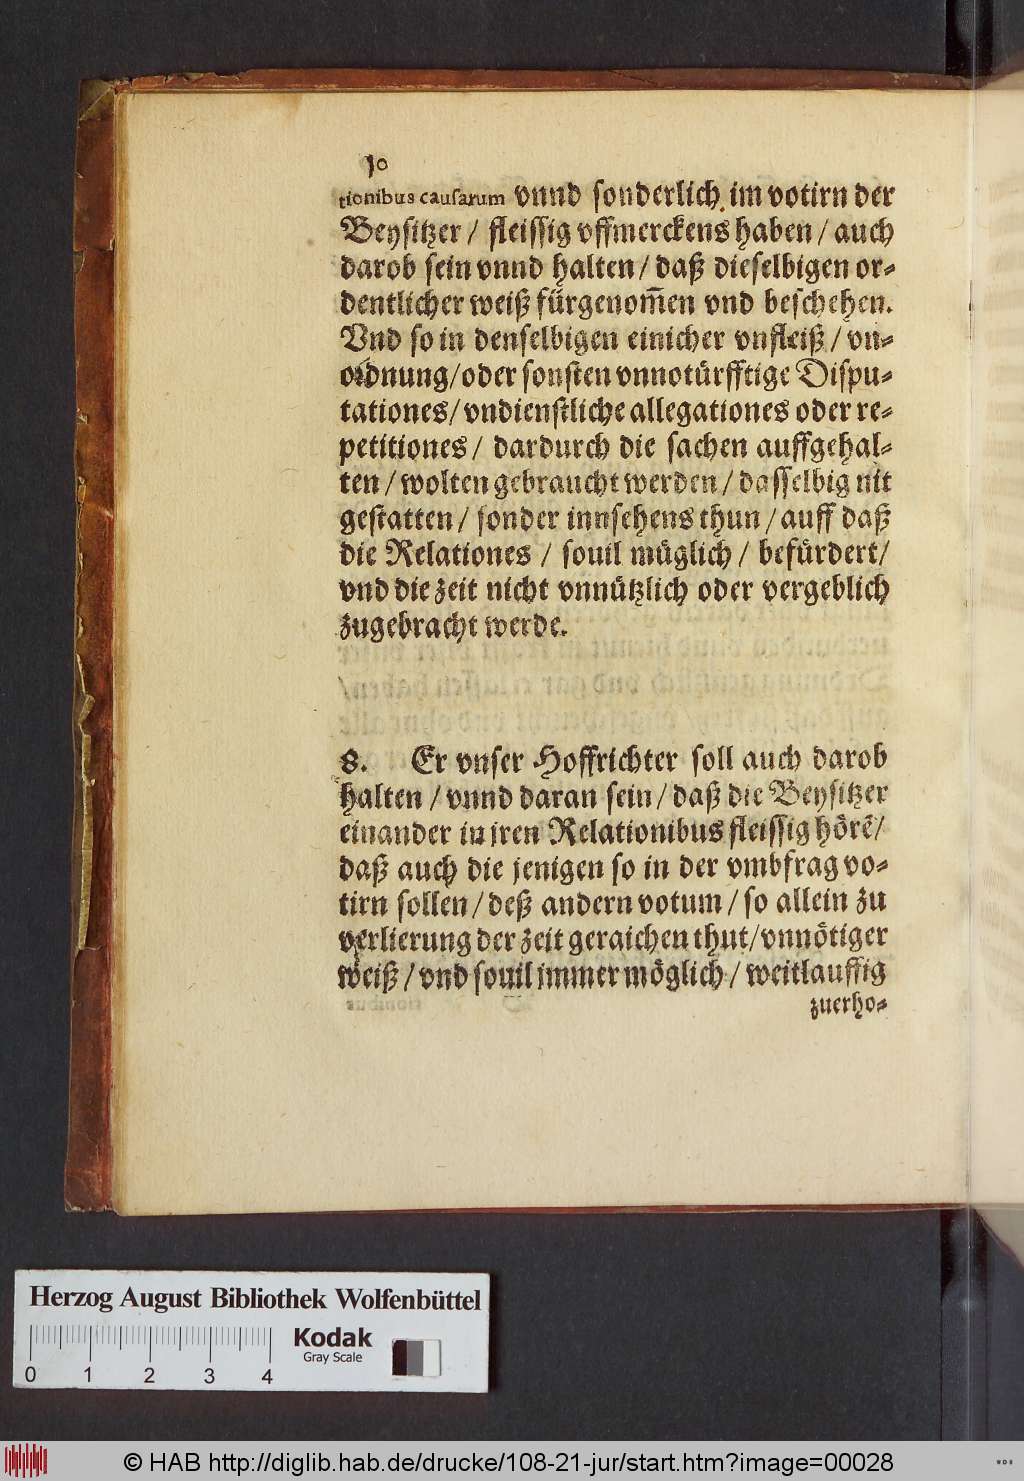 10
tionibus causarum vnnd sonderlich im votirn der
Beysitzer / fleissig vffmerckens haben / auch
darob sein vnnd halten / daß dieselbigen or-
dentlicher weiß fürgenom̃en vnd beschehen.
Vnd so in denselbigen einicher vnfleiß / vn-
ordnung/oder sonsten vnnotürfftige Dispu-
tationes/ vndienstliche allegationes oder re-
petitiones / dardurch die sachen auffgehal-
ten / wolten gebraucht werden / dasselbig nit
gestatten / sonder innsehens thun / auff daß
die Relationes / souil müglich / befürdert/
vnd die zeit nicht vnnützlich oder vergeblich
zugebracht werde.
8. Er vnser Hoffrichter soll auch darob
halten / vnnd daran sein / daß die Beysitzer
einander in jren Relationibus fleissig hörẽ/
daß auch die jenigen so in der vmbfrag vo-
tirn sollen / deß andern votum / so allein zu
verlierung der zeit geraichen thut/vnnötiger
weiß / vnd souil immer möglich / weitlauffig
zuerho-
Herzog August Bibliothek Wolfenbüttel
Kodak
Gray Scale
0 1 2 3 4
© HAB http://diglib.hab.de/drucke/108-21-jur/start.htm?image=00028